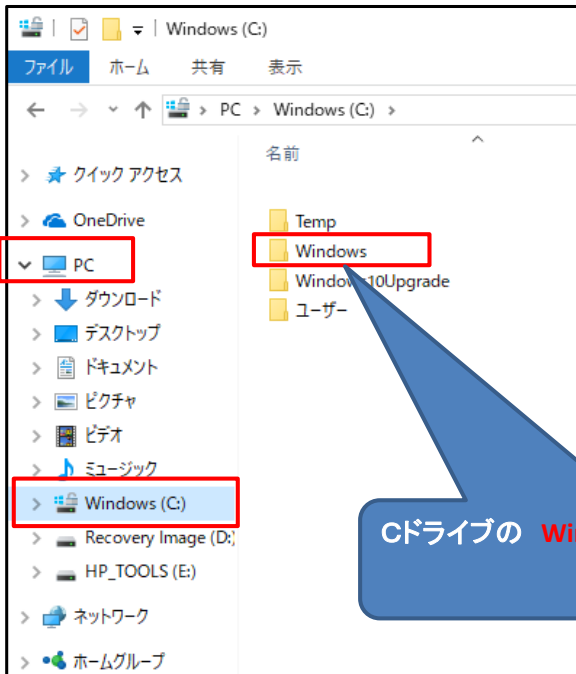 Windows (C:)
ファイル ホーム 共有 表示
PC > Windows (C:) >
名前
クイック アクセス
OneDrive
PC
ダウンロード
デスクトップ
ドキュメント
ピクチャ
ビデオ
ミュージック
Windows (C:)
Recovery Image (D:)
HP_TOOLS (E:)
ネットワーク
ホームグループ
Temp
Windows
Windows10Upgrade
ユーザー
Cドライブの